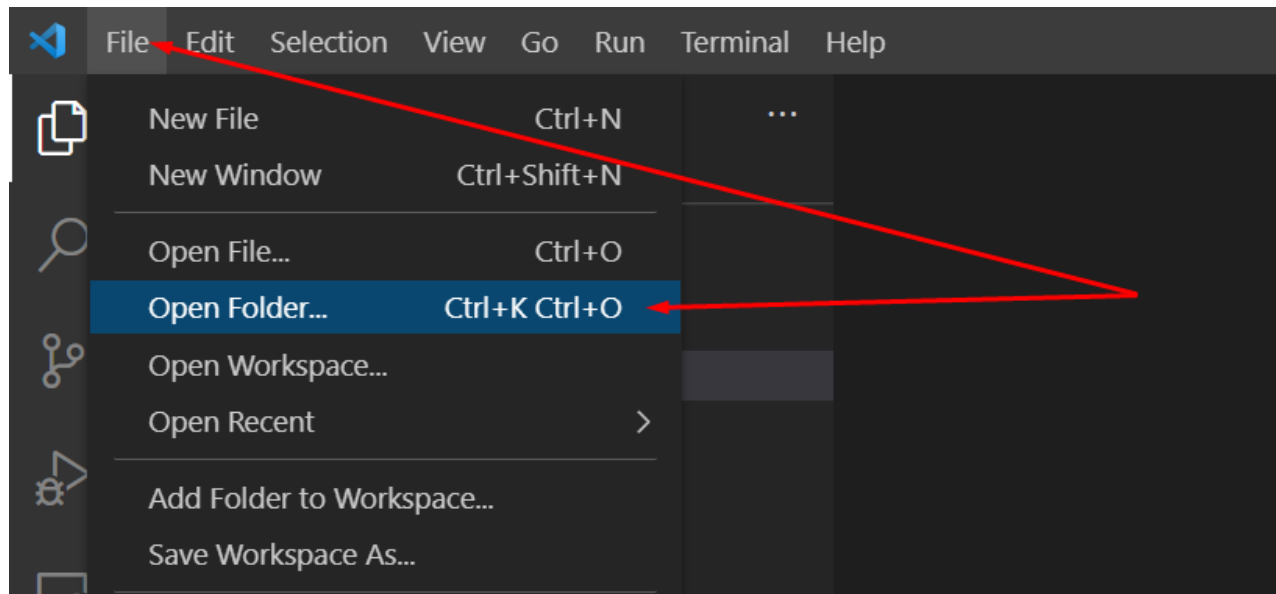 File Edit Selection View Go Run Terminal Help
New File Ctrl+N
New Window Ctrl+Shift+N
Open File... Ctrl+O
Open Folder... Ctrl+K Ctrl+O
Open Workspace...
Open Recent
Add Folder to Workspace...
Save Workspace As...